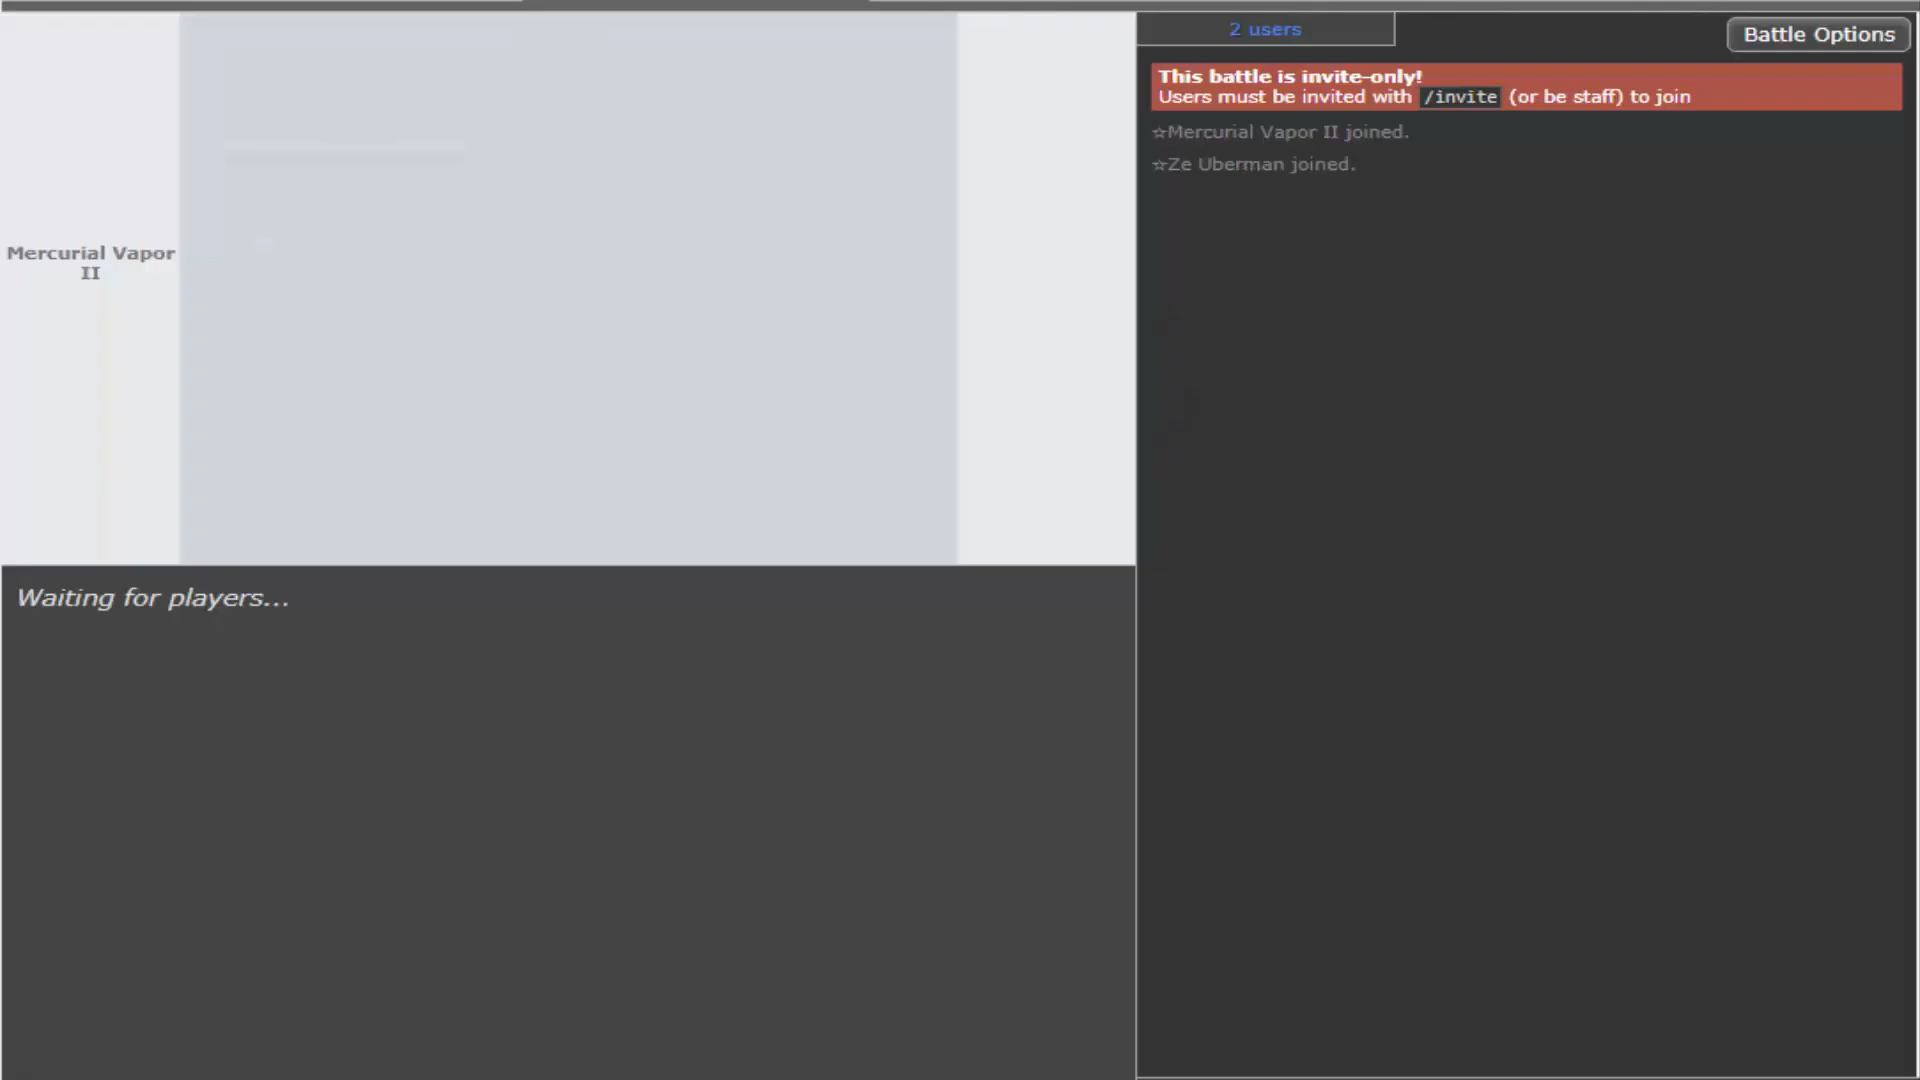 2 users
Battle Options
This battle is invite-only!
Users must be invited with /invite (or be staff) to join
☆Mercurial Vapor II joined.
☆Ze Uberman joined.
Mercurial Vapor
II
Waiting for players...